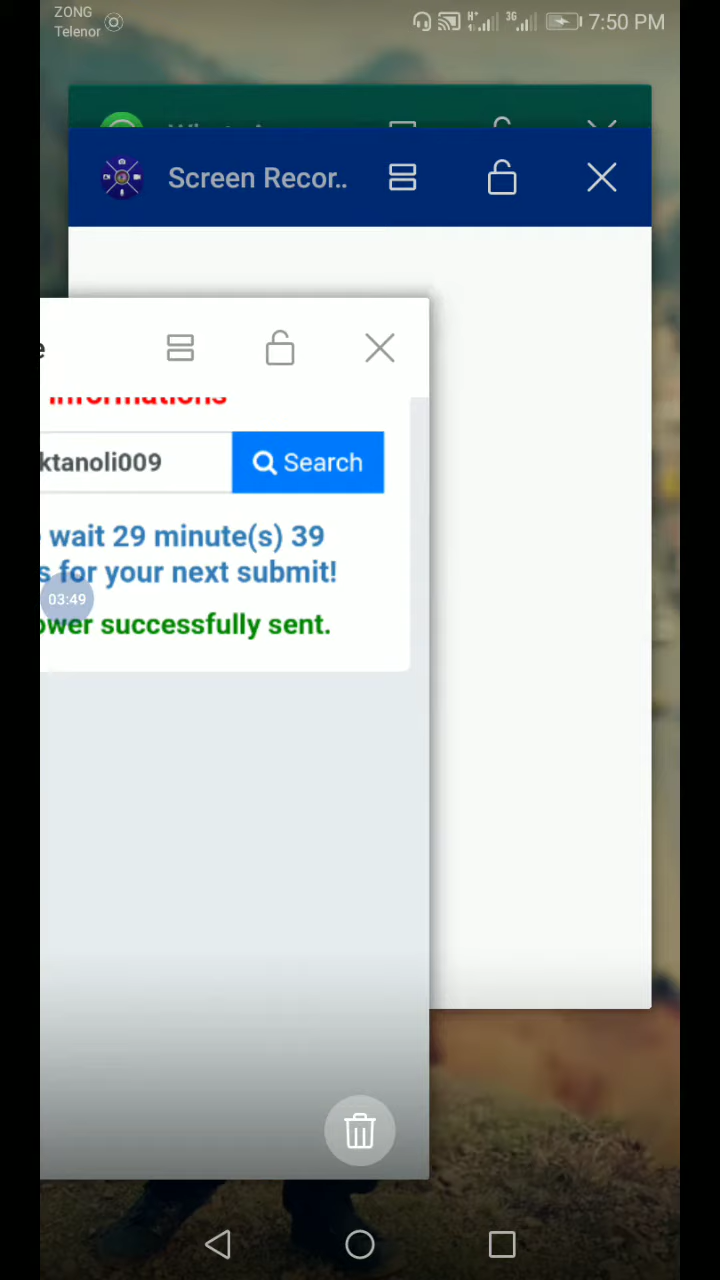 ZONG
Telenor
3G
7:50 PM
Screen Recor..
e
informations
ktanoli009
Search
wait 29 minute(s) 39
s for your next submit!
03:49
ower successfully sent.